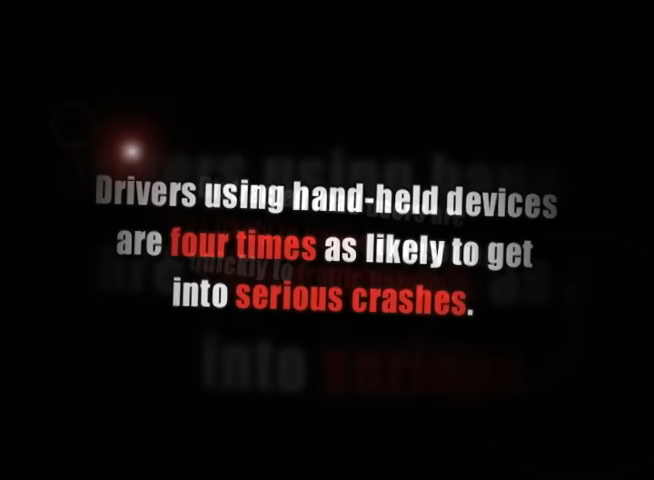 Drivers using hand-held devices
are four times as likely to get
into serious crashes.